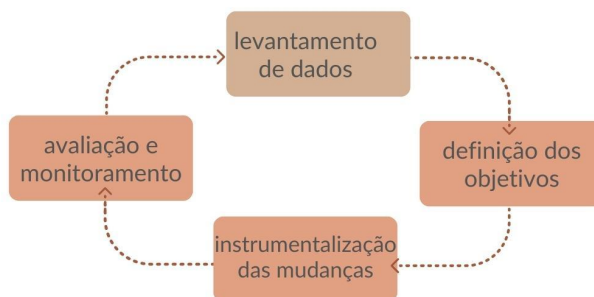 levantamento
de dados
definição dos
objetivos
instrumentalização
das mudanças
avaliação e
monitoramento